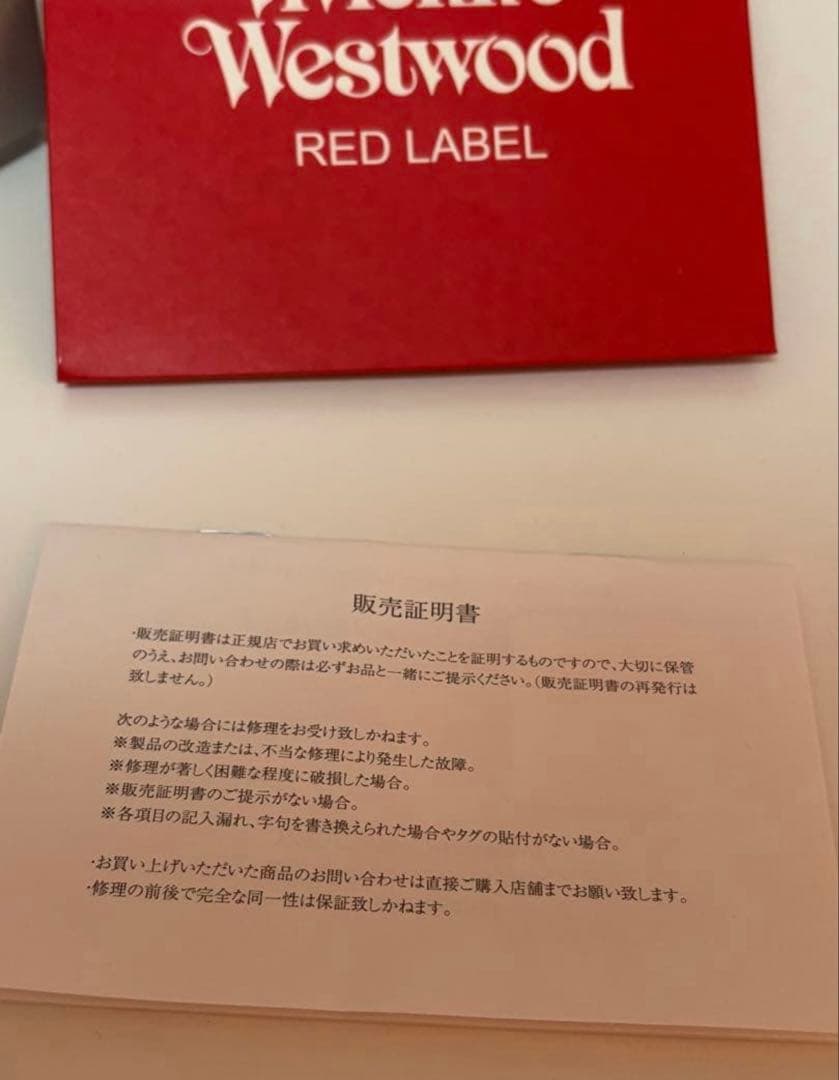 Westwood
RED LABEL
販売証明書
・販売証明書は正規店でお買い求めいただいたことを証明するものですので、大切に保管
のうえ、お問い合わせの際は必ずお品と一緒にご提示ください。(販売証明書の再発行は
致しません。)
次のような場合には修理をお受け致しかねます。
※製品の改造または、不当な修理により発生した故障。
※修理が著しく困難な程度に破損した場合。
※販売証明書のご提示がない場合。
※各項目の記入漏れ、字句を書き換えられた場合やタグの貼付がない場合。
・お買い上げいただいた商品のお問い合わせは直接ご購入店舗までお願い致します。
・修理の前後で完全な同一性は保証致しかねます。